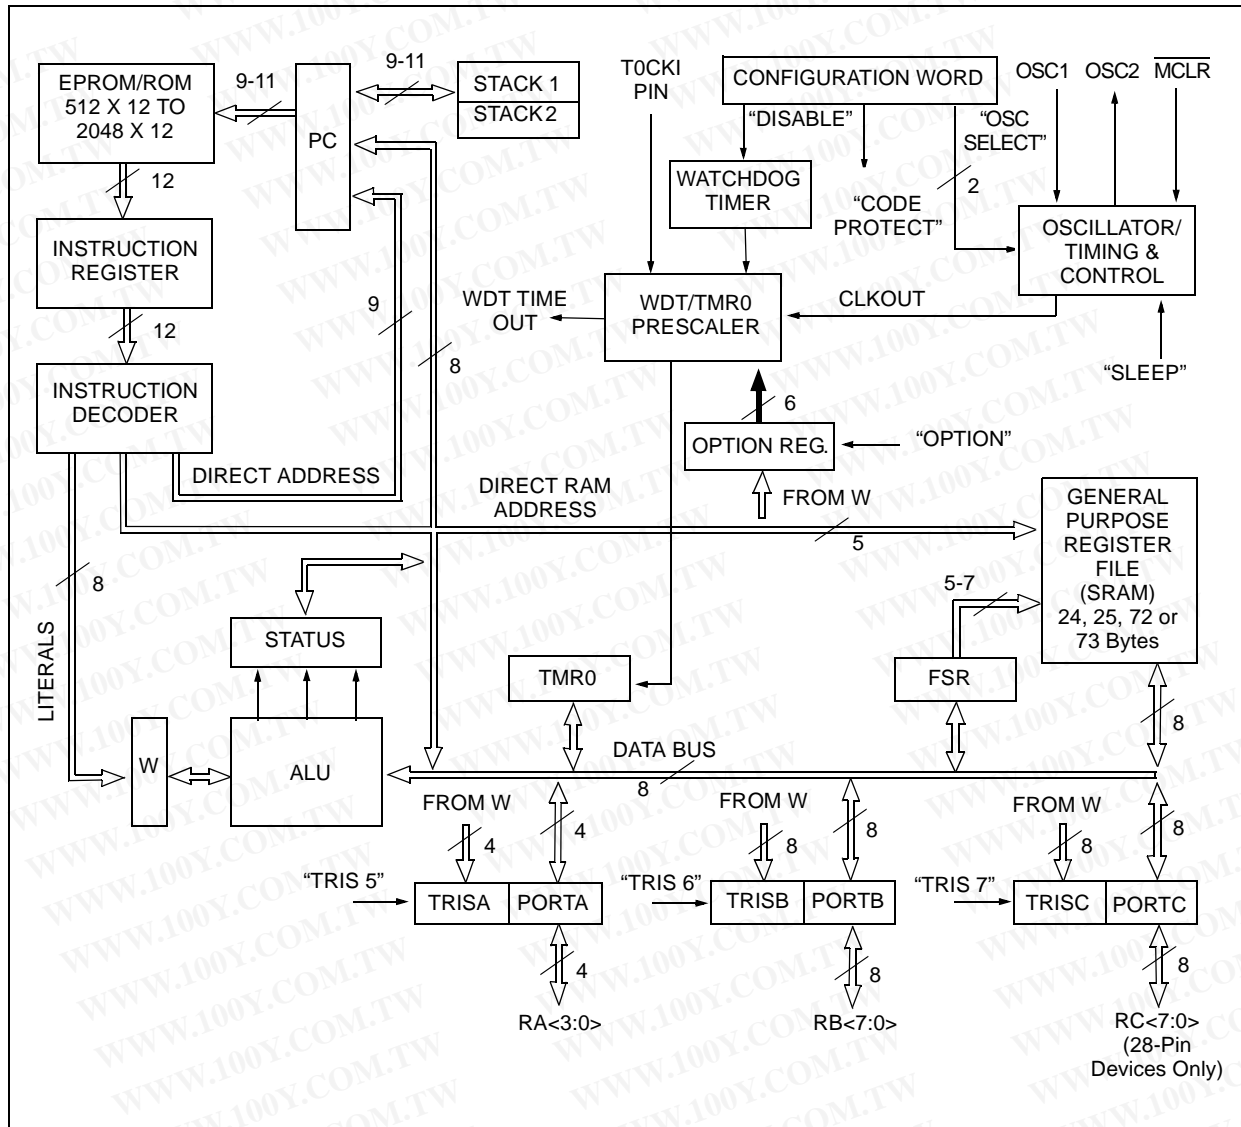 EPROM/ROM
512 X 12 TO
2048 X 12
9-11
PC
9-11
STACK 1
STACK 2
T0CKI
PIN
CONFIGURATION WORD
"DISABLE"
"OSC
SELECT"
OSC1
OSC2
MCLR
12
WATCHDOG
TIMER
"CODE
PROTECT"
2
OSCILLATOR/
TIMING &
CONTROL
INSTRUCTION
REGISTER
9
WDT TIME
OUT
WDT/TMR0
PRESCALER
CLKOUT
12
8
"SLEEP"
INSTRUCTION
DECODER
6
OPTION REG.
"OPTION"
DIRECT ADDRESS
DIRECT RAM
ADDRESS
FROM W
5
GENERAL
PURPOSE
REGISTER
FILE
(SRAM)
24, 25, 72 or
73 Bytes
8
LITERALS
5-7
STATUS
TMR0
FSR
8
W
ALU
DATA BUS
8
FROM W
4
4
FROM W
8
8
FROM W
8
8
"TRIS 5"
TRISA
PORTA
"TRIS 6"
TRISB
PORTB
"TRIS 7"
TRISC
PORTC
4
8
8
RA<3:0>
RB<7:0>
RC<7:0>
(28-Pin
Devices Only)
WWW.100Y.COM.TW